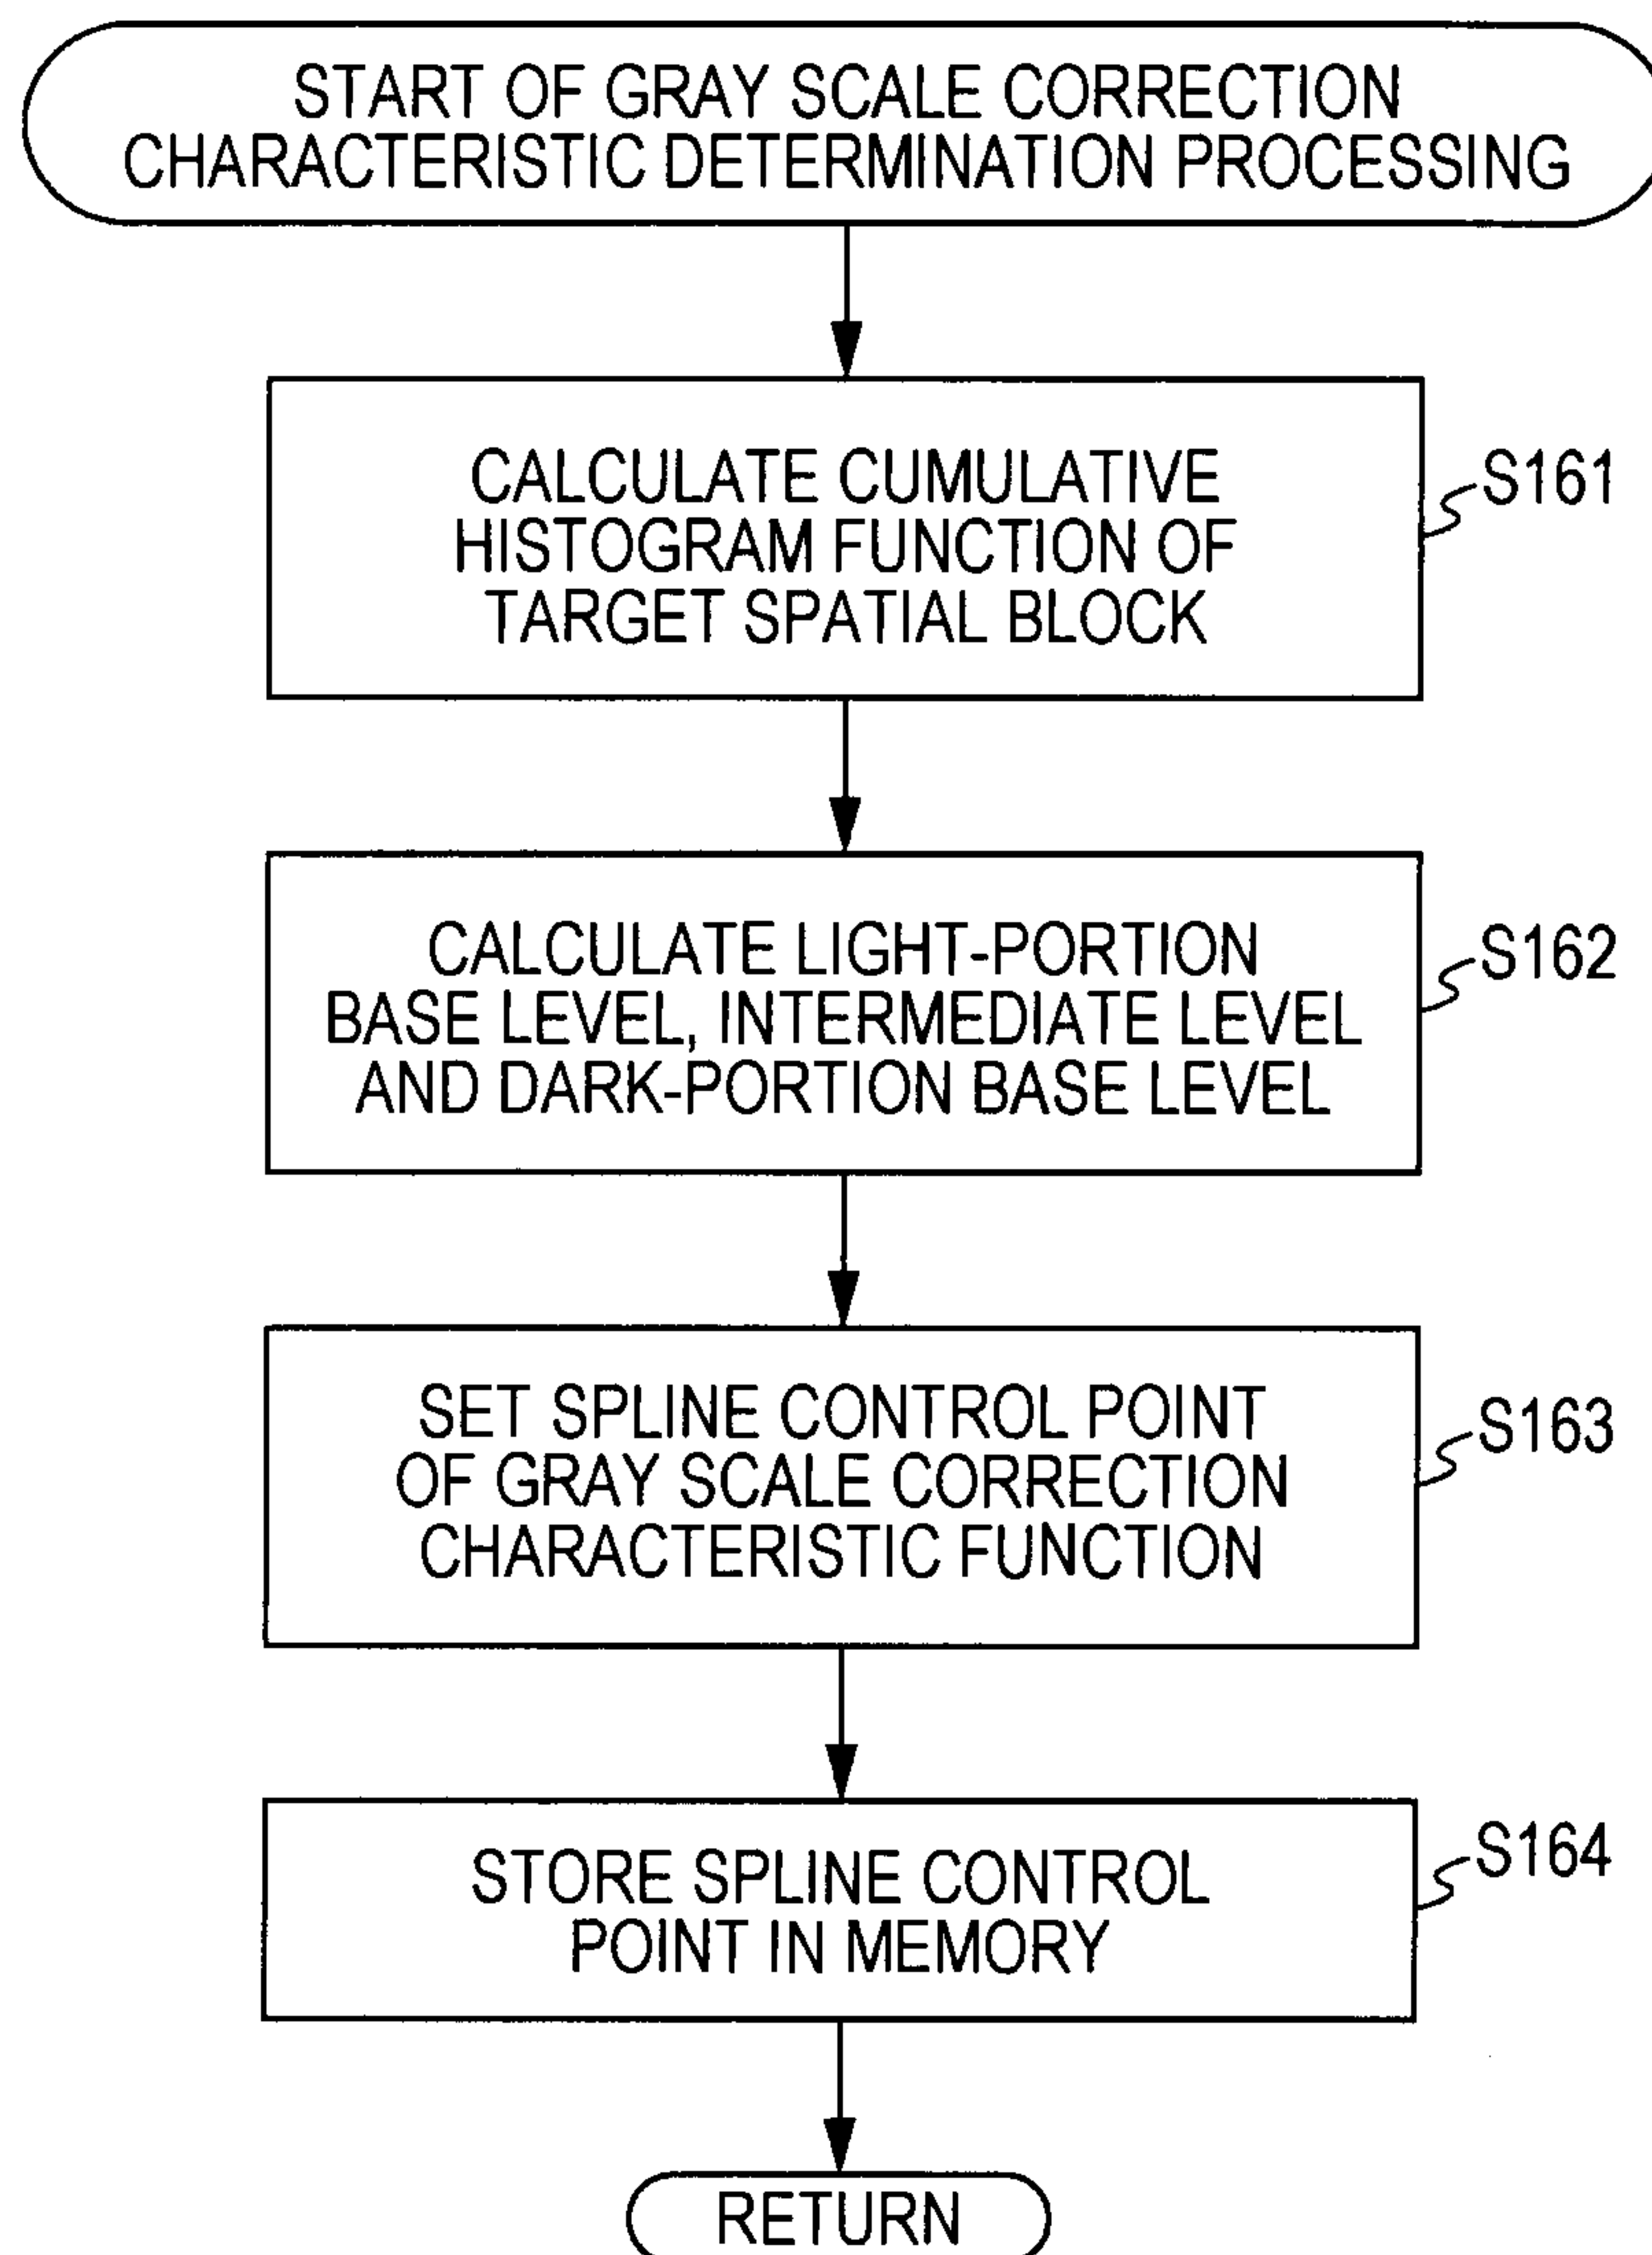 START OF GRAY SCALE CORRECTION
CHARACTERISTIC DETERMINATION PROCESSING
CALCULATE CUMULATIVE
HISTOGRAM FUNCTION OF
TARGET SPATIAL BLOCK
S161
CALCULATE LIGHT-PORTION
BASE LEVEL, INTERMEDIATE LEVEL
AND DARK-PORTION BASE LEVEL
S162
SET SPLINE CONTROL POINT
OF GRAY SCALE CORRECTION
CHARACTERISTIC FUNCTION
S163
STORE SPLINE CONTROL
POINT IN MEMORY
S164
RETURN